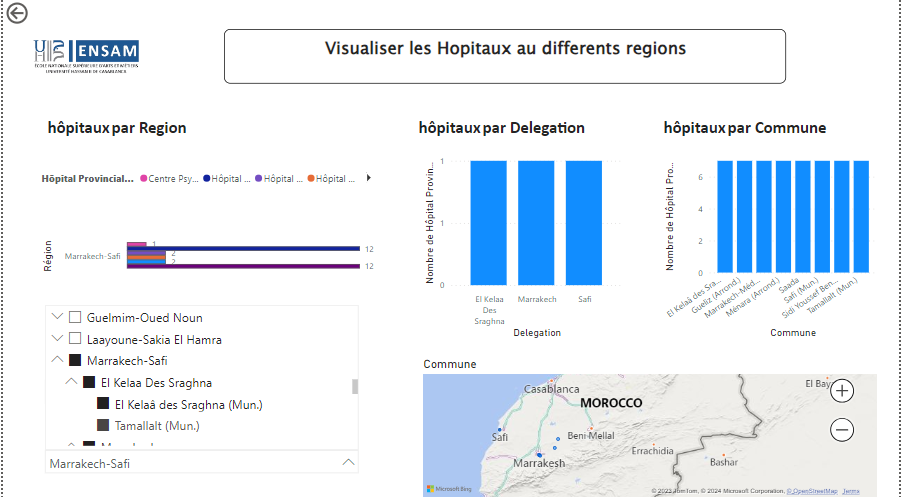 Visualiser les Hopitaux au differents regions
ENSAM
ÉCOLE NATIONALE SUPÉRIEURE D'ARTS ET MÉTIERS
UNIVERSITÉ HASSAN II DE CASABLANCA
hôpitaux par Region
Hôpital Provincial... Centre Psy... Hôpital ... Hôpital ... Hôpital ...
Région
Marrakech-Safi
1
12
2
2
12
Guelmim-Oued Noun
Laayoune-Sakia El Hamra
Marrakech-Safi
El Kelaa Des Sraghna
El Kelaâ des Sraghna (Mun.)
Tamallalt (Mun.)
Marrakech-Safi
hôpitaux par Delegation
Nombre de Hôpital Provin...
1
1
0
El Kelaa
Des
Sraghna
Marrakech
Safi
Delegation
hôpitaux par Commune
Nombre de Hôpital Pro...
6
4
2
0
El Kelaâ des Sra...
Gueliz (Arrond.)
Marrakech-Méd...
Ménara (Arrond.)
Saada
Safi (Mun.)
Sidi Youssef Ben...
Tamallalt (Mun.)
Commune
Commune
Casablanca
MOROCCO
El Bay
Safi
Beni Mellal
Errachidia
Marrakesh
Bashar
Microsoft Bing
© 2023 TomTom, © 2024 Microsoft Corporation, © OpenStreetMap Terms